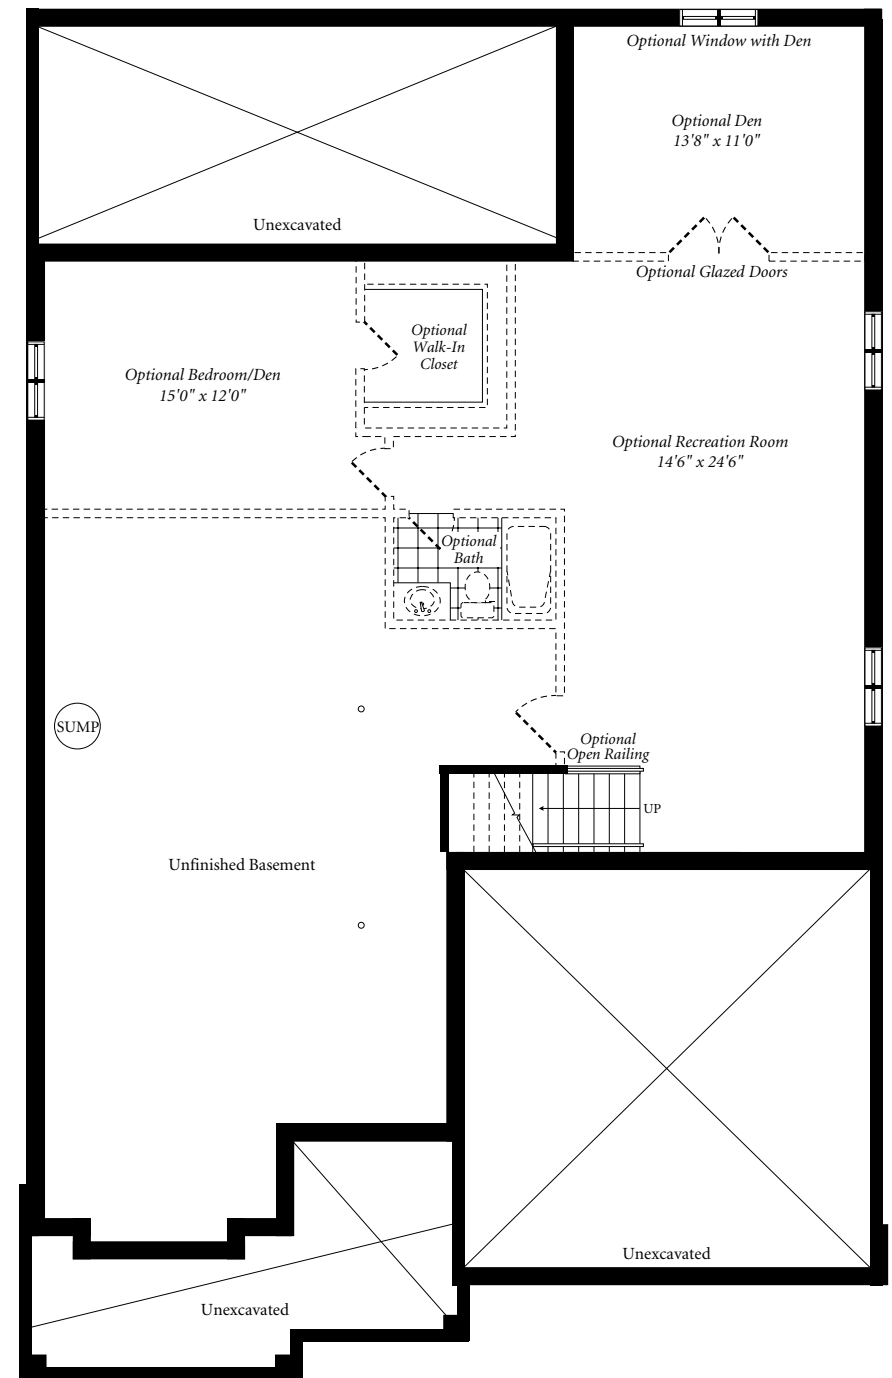 Optional Window with Den
Optional Den
13'8" x 11'0"
Unexcavated
Optional Glazed Doors
Optional
Walk-In
Closet
Optional Bedroom/Den
15'0" x 12'0"
Optional Recreation Room
14'6" x 24'6"
Optional
Bath
SUMP
Optional
Open Railing
UP
Unfinished Basement
Unexcavated
Unexcavated